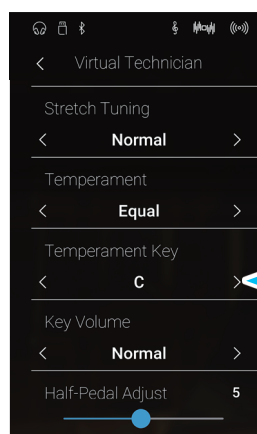 Virtual Technician
Stretch Tuning
Normal
Temperament
Equal
Temperament Key
C
Key Volume
Normal
Half-Pedal Adjust 5